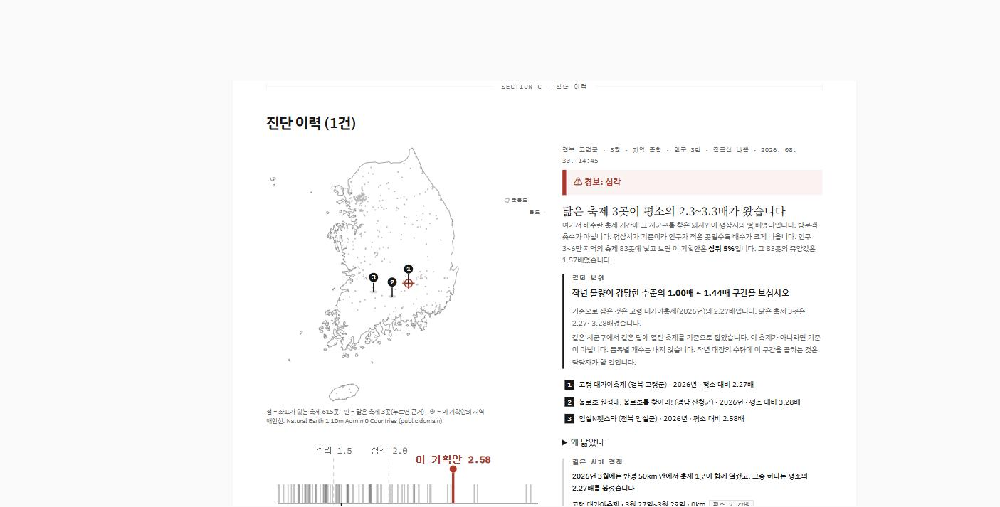 SECTION C — 진단 이력
진단 이력 (1건)
울릉도
독도
1
3
2
점 = 좌표가 있는 축제 615곳 · 핀 = 닮은 축제 3곳(누르면 근거) · ⊕ = 이 기획안의 지역
해안선: Natural Earth 1:10m Admin 0 Countries (public domain)
주의 1.5
심각 2.0
이 기획안 2.58
경북 고령군 · 3월 · 지역 종합 · 인구 3만 · 접근성 나쁨 · 2026. 08.
30. 14:45
⚠ 경보: 심각
닮은 축제 3곳이 평소의 2.3~3.3배가 왔습니다
여기서 배수란 축제 기간에 그 시군구를 찾은 외지인이 평상시의 몇 배였나입니다. 방문객
총수가 아닙니다. 평상시가 기준이라 인구가 적은 곳일수록 배수가 크게 나옵니다. 인구
3~6만 지역의 축제 83곳에 넣고 보면 이 기획안은 상위 5%입니다. 그 83곳의 중앙값은
1.57배였습니다.
감당 범위
작년 물량이 감당한 수준의 1.00배 ~ 1.44배 구간을 보십시오
기준으로 삼은 것은 고령 대가야축제(2026년)의 2.27배입니다. 닮은 축제 3곳은
2.27~3.28배였습니다.
같은 시군구에서 같은 달에 열린 축제를 기준으로 잡았습니다. 이 축제가 아니라면 기준
이 아닙니다. 품목별 개수는 내지 않습니다. 작년 대장의 수량에 이 구간을 곱하는 것은
담당자가 할 일입니다.
1 고령 대가야축제 (경북 고령군) · 2026년 · 평소 대비 2.27배
2 불로초 원정대, 불로초를 찾아라! (경남 산청군) · 2026년 · 평소 대비 3.28배
3 임실N펫스타 (전북 임실군) · 2026년 · 평소 대비 2.58배
▶ 왜 닮았나
같은 시기 경쟁
2026년 3월에는 반경 50km 안에서 축제 1곳이 함께 열렸고, 그중 하나는 평소의
2.27배를 불렀습니다
고령 대가야축제 · 3월 27일~3월 29일 · 0km 평소 2.27배